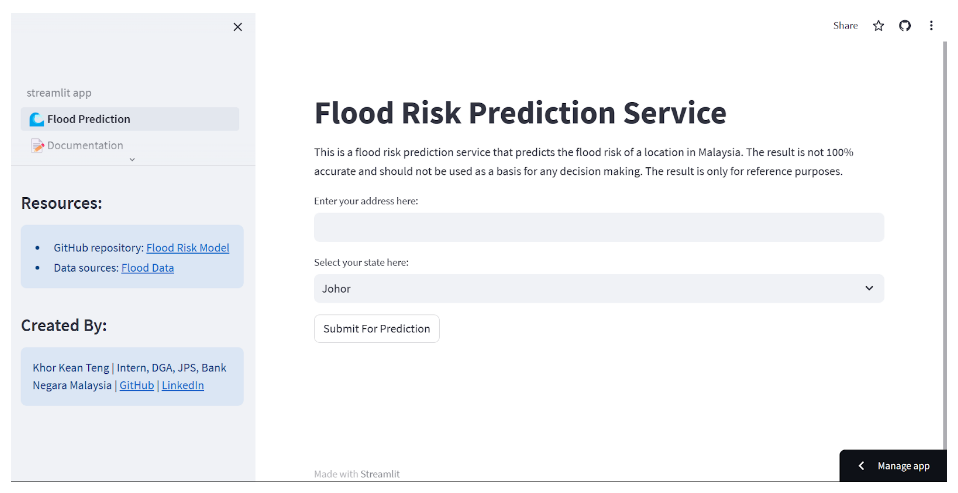 Share
streamlit app
Flood Prediction
Documentation
Resources:
GitHub repository: Flood Risk Model
Data sources: Flood Data
Created By:
Khor Kean Teng | Intern, DGA, JPS, Bank
Negara Malaysia | GitHub | LinkedIn
Flood Risk Prediction Service
This is a flood risk prediction service that predicts the flood risk of a location in Malaysia. The result is not 100%
accurate and should not be used as a basis for any decision making. The result is only for reference purposes.
Enter your address here:
Select your state here:
Johor
Submit For Prediction
Made with Streamlit
Manage app